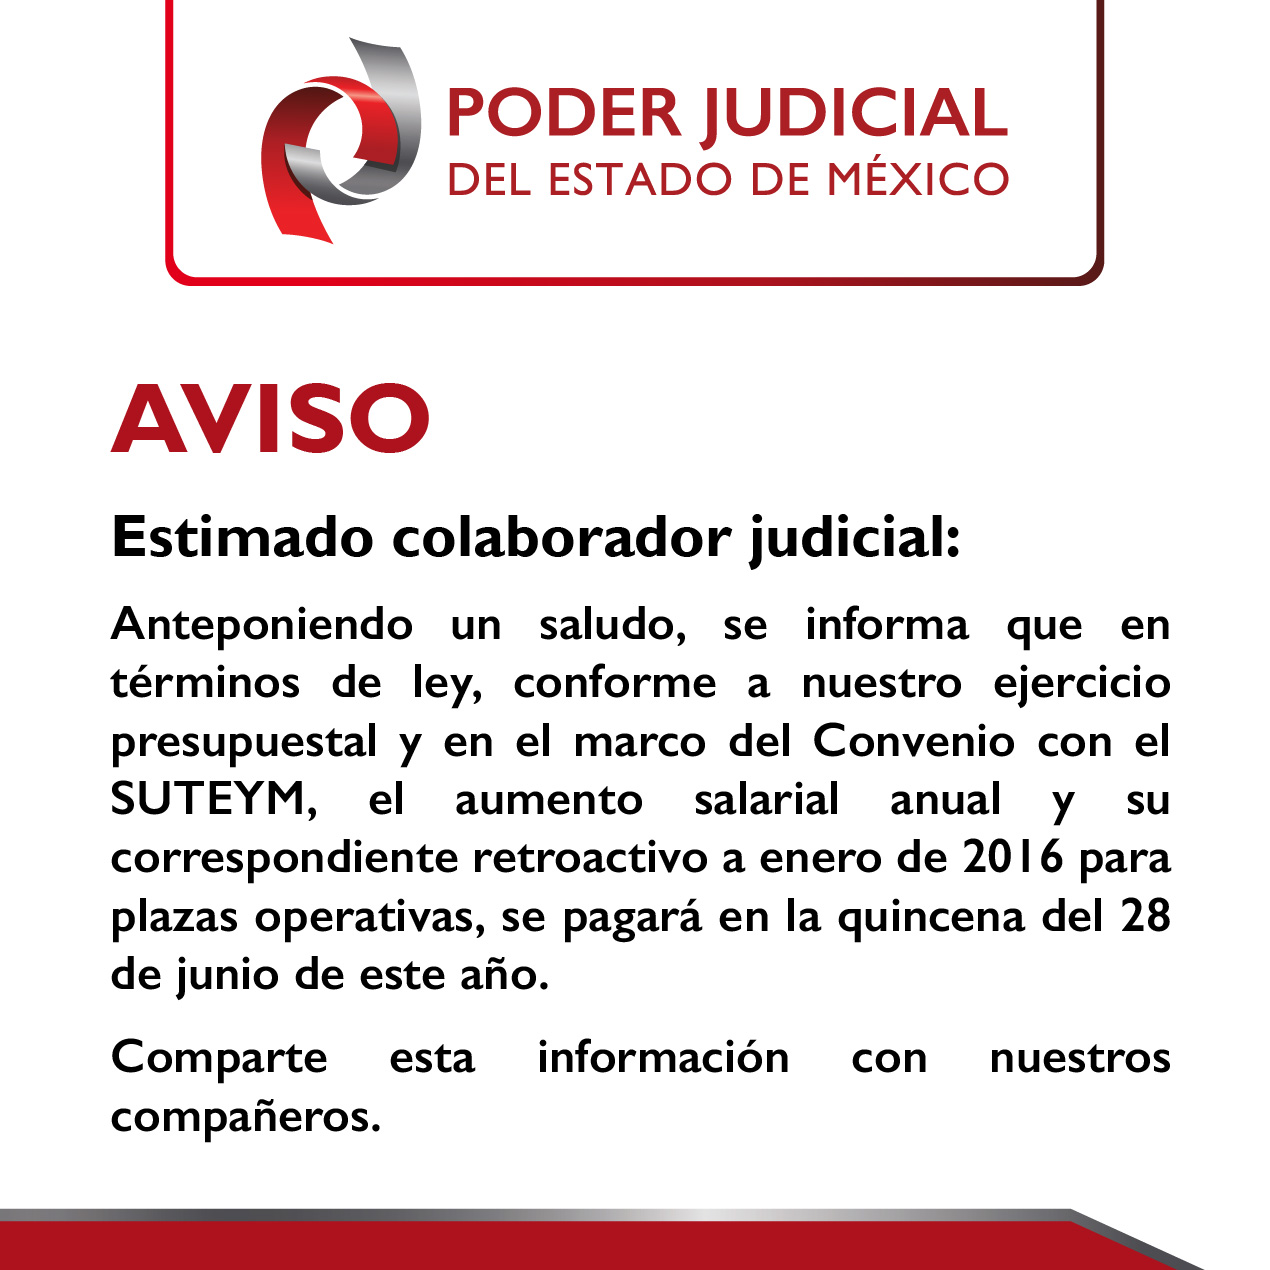 PODER JUDICIAL
DEL ESTADO DE MÉXICO
AVISO
Estimado colaborador judicial:
Anteponiendo un saludo, se informa que en
términos de ley, conforme a nuestro ejercicio
presupuestal y en el marco del Convenio con el
SUTEYM, el aumento salarial anual y su
correspondiente retroactivo a enero de 2016 para
plazas operativas, se pagará en la quincena del 28
de junio de este año.
Comparte esta información con nuestros
compañeros.